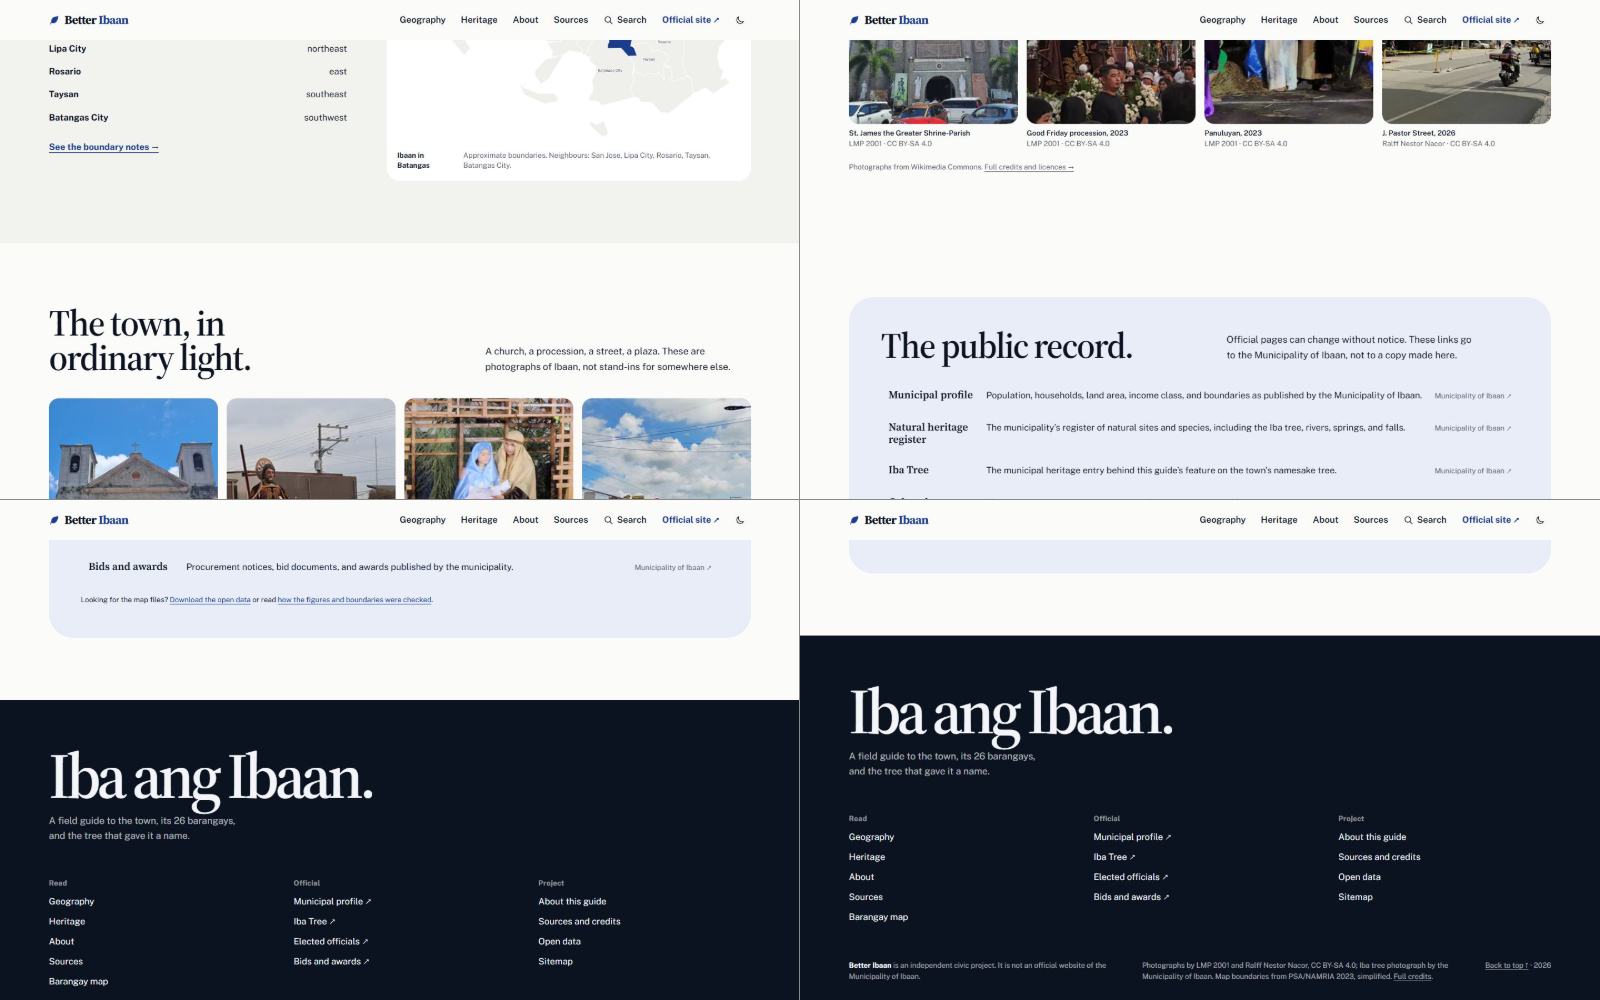 Better Ibaan
Geography Heritage About Sources Search Official site ↗
Lipa City northeast
Rosario east
Taysan southeast
Batangas City southwest
See the boundary notes →
Rosario
Taysan
Batangas City
Ibaan in
Batangas
Approximate boundaries. Neighbours: San Jose, Lipa City, Rosario, Taysan,
Batangas City.
The town, in
ordinary light.
A church, a procession, a street, a plaza. These are
photographs of Ibaan, not stand-ins for somewhere else.
Better Ibaan
Geography Heritage About Sources Search Official site ↗
St. James the Greater Shrine-Parish
LMP 2001 · CC BY-SA 4.0
Good Friday procession, 2023
LMP 2001 · CC BY-SA 4.0
Panuluyan, 2023
LMP 2001 · CC BY-SA 4.0
J. Pastor Street, 2026
Ralff Nestor Nacor · CC BY-SA 4.0
Photographs from Wikimedia Commons. Full credits and licences →
The public record.
Official pages can change without notice. These links go
to the Municipality of Ibaan, not to a copy made here.
Municipal profile Population, households, land area, income class, and boundaries as published by the Municipality of Ibaan. Municipality of Ibaan ↗
Natural heritage
register
The municipality's register of natural sites and species, including the Iba tree, rivers, springs, and falls. Municipality of Ibaan ↗
Iba Tree The municipal heritage entry behind this guide's feature on the town's namesake tree. Municipality of Ibaan ↗
Better Ibaan
Geography Heritage About Sources Search Official site ↗
Bids and awards Procurement notices, bid documents, and awards published by the municipality. Municipality of Ibaan ↗
Looking for the map files? Download the open data or read how the figures and boundaries were checked.
Iba ang Ibaan.
A field guide to the town, its 26 barangays,
and the tree that gave it a name.
Read Official Project
Geography Municipal profile ↗ About this guide
Heritage Iba Tree ↗ Sources and credits
About Elected officials ↗ Open data
Sources Bids and awards ↗ Sitemap
Barangay map
Better Ibaan
Geography Heritage About Sources Search Official site ↗
Iba ang Ibaan.
A field guide to the town, its 26 barangays,
and the tree that gave it a name.
Read Official Project
Geography Municipal profile ↗ About this guide
Heritage Iba Tree ↗ Sources and credits
About Elected officials ↗ Open data
Sources Bids and awards ↗ Sitemap
Barangay map
Better Ibaan is an independent civic project. It is not an official website of the
Municipality of Ibaan.
Photographs by LMP 2001 and Ralff Nestor Nacor, CC BY-SA 4.0; Iba tree photograph by the
Municipality of Ibaan. Map boundaries from PSA/NAMRIA 2023, simplified. Full credits.
Back to top ↑ · 2026